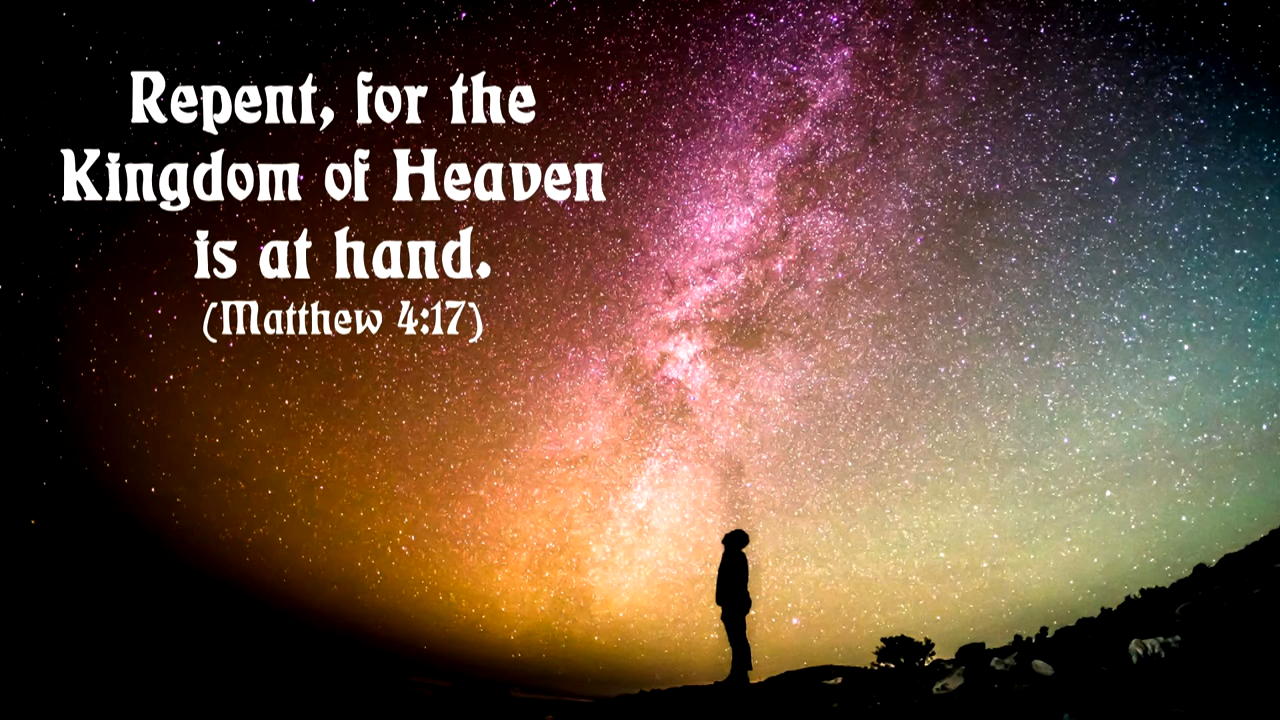 Repent, for the
Kingdom of Heaven
is at hand.
(Matthew 4:17)